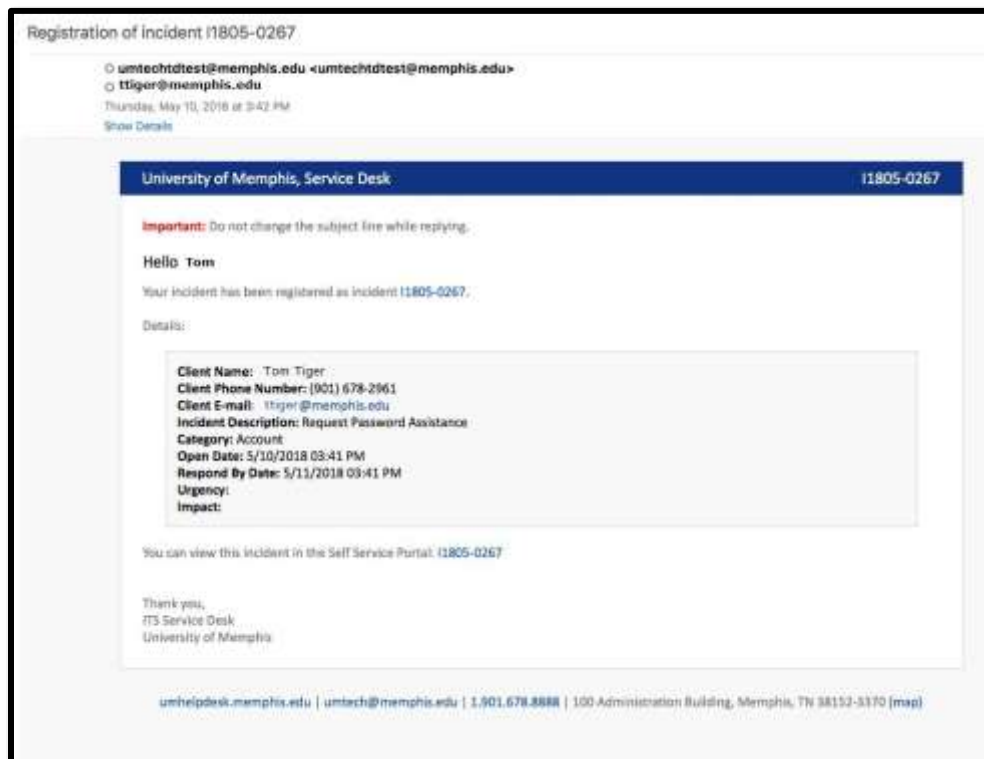 Registration of incident I1805-0267
umtechtdtest@memphis.edu <umtechtdtest@memphis.edu>
ttiger@memphis.edu
Thursday, May 10, 2018 at 3:42 PM
Show Details
University of Memphis, Service Desk I1805-0267
Important: Do not change the subject line while replying.
Hello Tom
Your incident has been registered as incident I1805-0267.
Details:
Client Name: Tom Tiger
Client Phone Number: (901) 678-2961
Client E-mail: ttiger@memphis.edu
Incident Description: Request Password Assistance
Category: Account
Open Date: 5/10/2018 03:41 PM
Respond By Date: 5/11/2018 03:41 PM
Urgency:
Impact:
You can view this incident in the Self Service Portal: I1805-0267
Thank you,
ITS Service Desk
University of Memphis
umhelpdesk.memphis.edu | umtech@memphis.edu | 1.901.678.8888 | 100 Administration Building, Memphis, TN 38152-3370 (map)